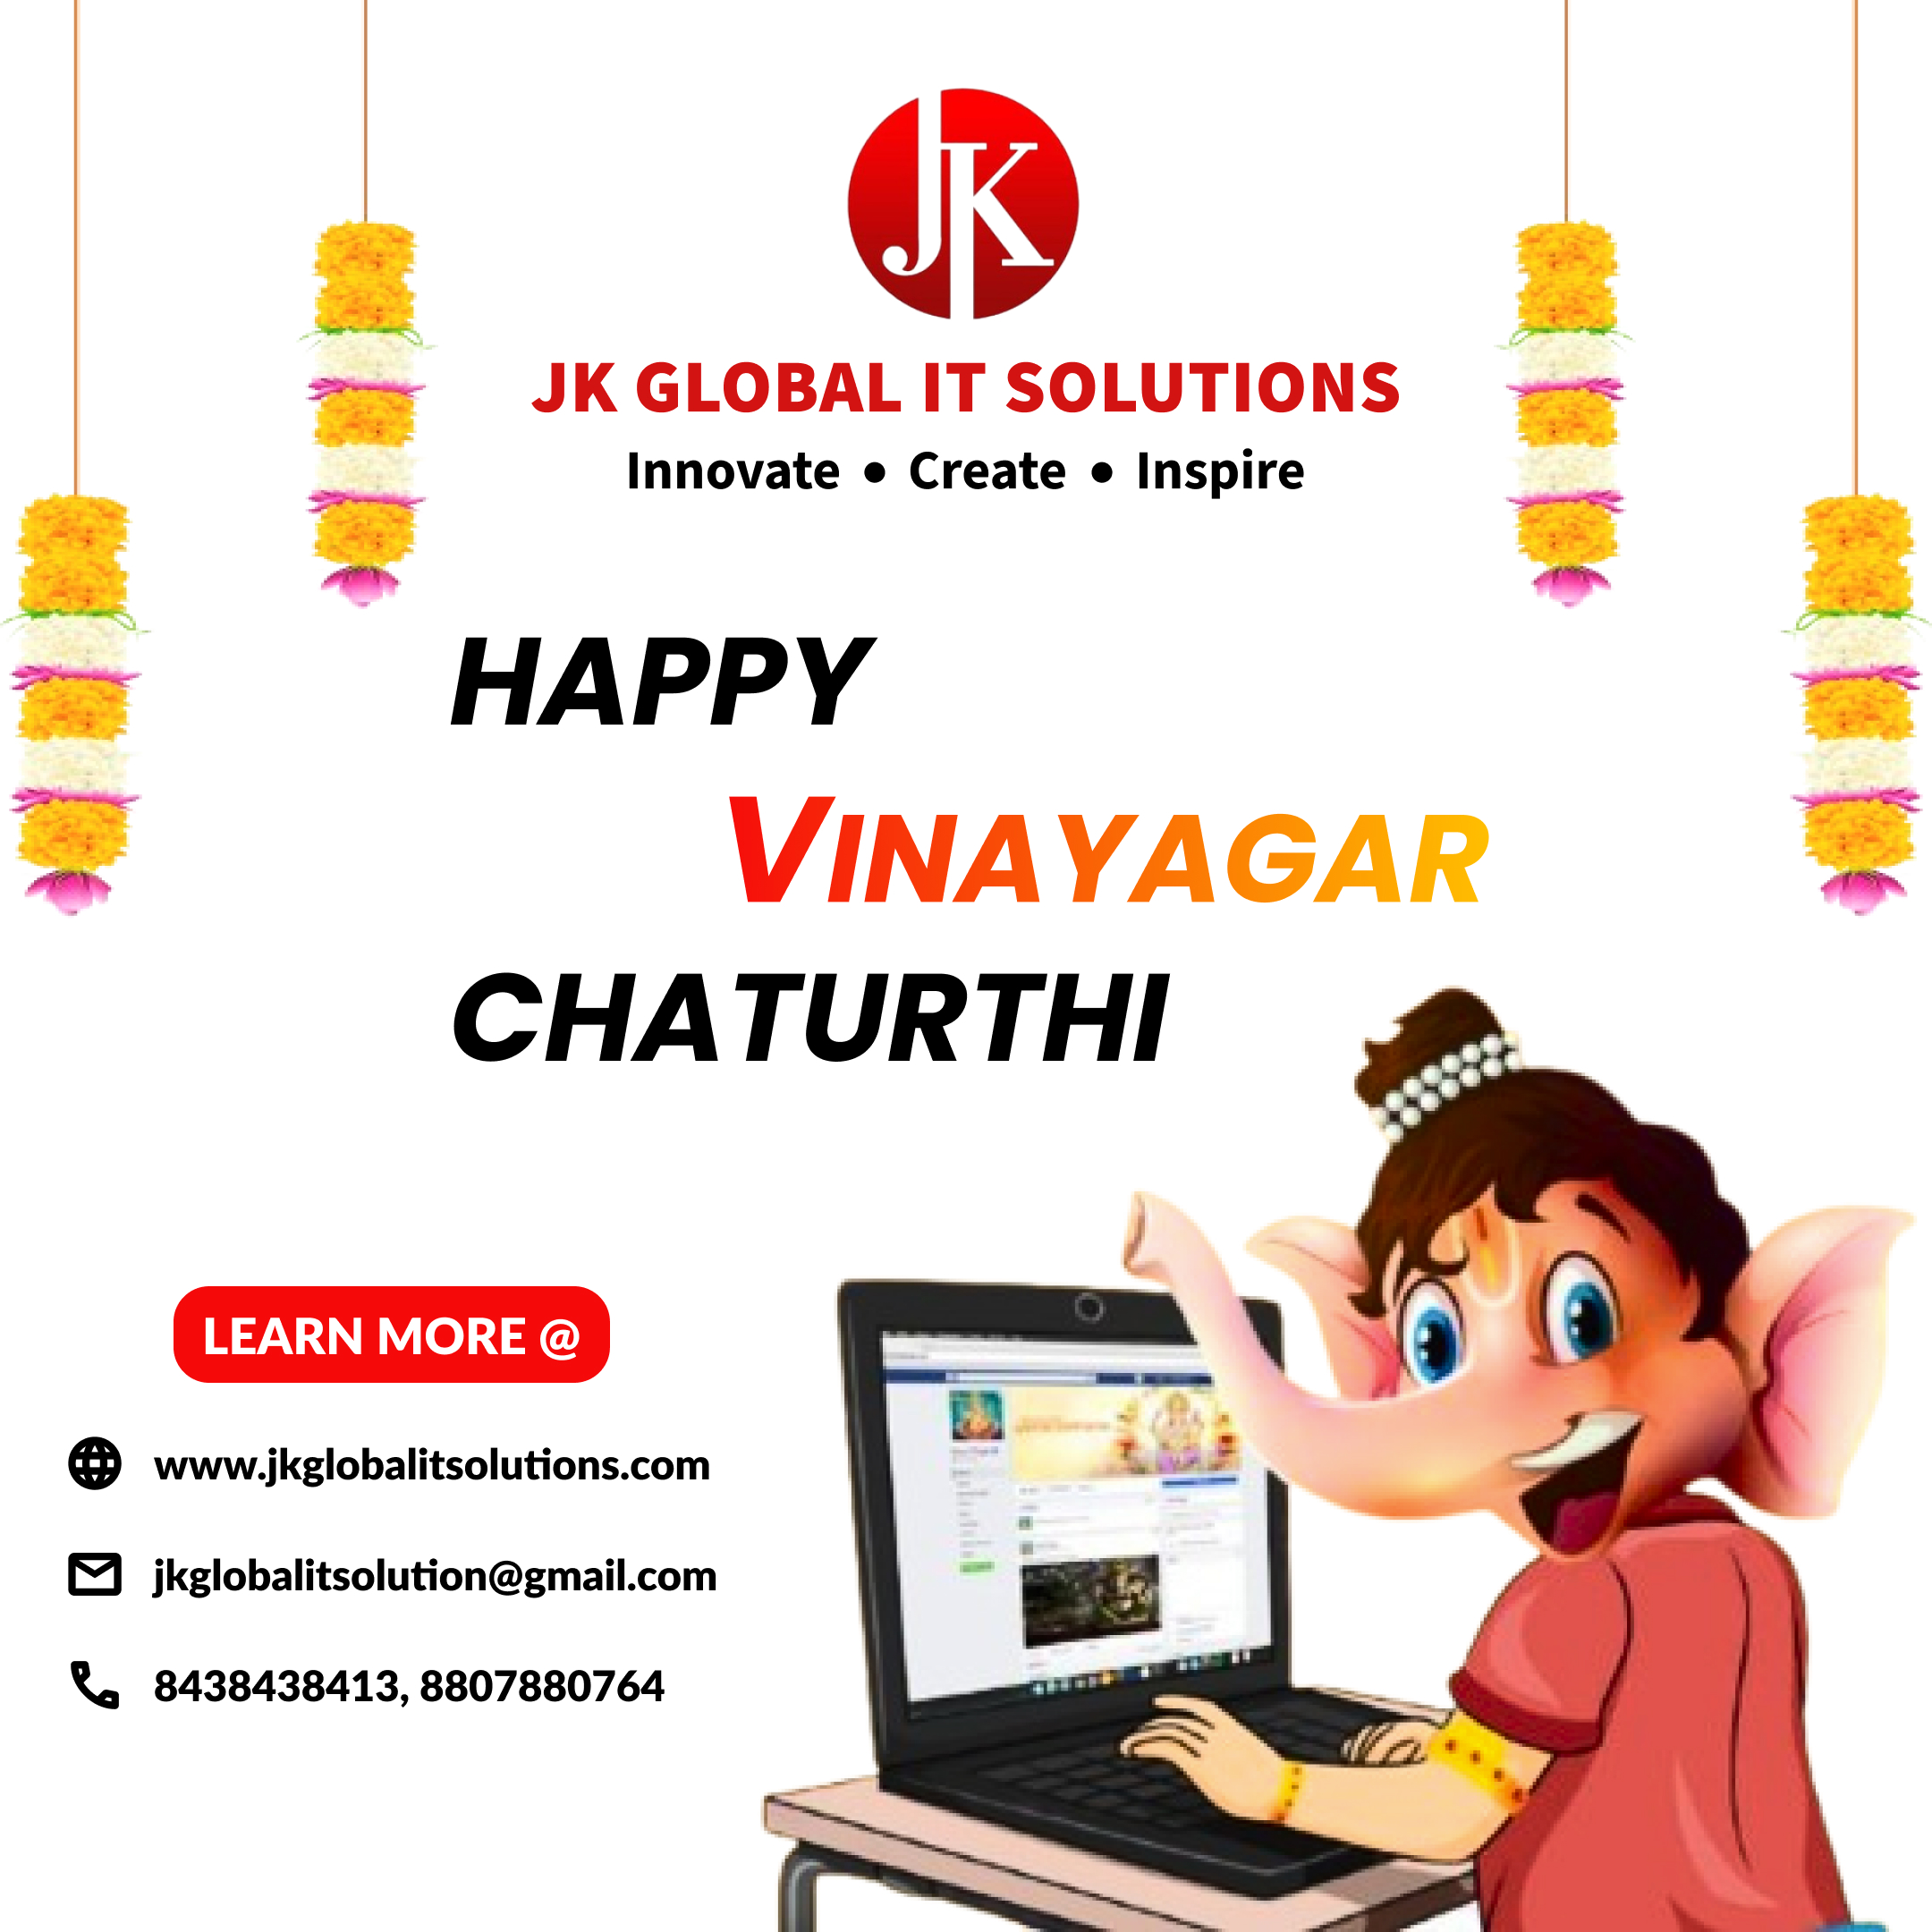 JK
JK GLOBAL IT SOLUTIONS
Innovate • Create • Inspire
HAPPY
VINAYAGAR
CHATURTHI
LEARN MORE @
www.jkglobalitsolutions.com
jkglobalitsolution@gmail.com
8438438413, 8807880764